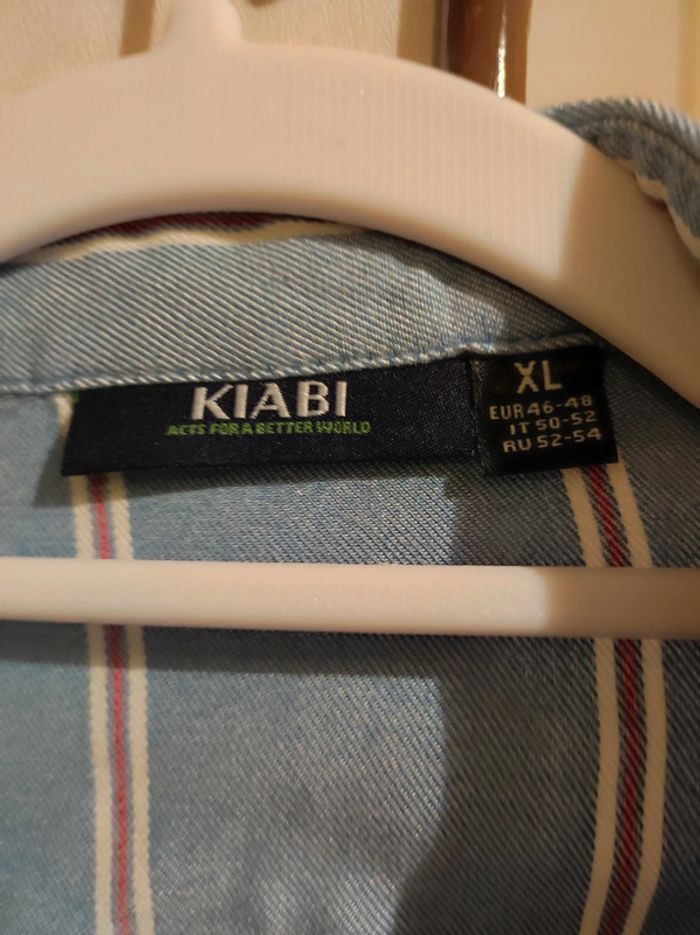 KIABI
ACTS FOR A BETTER WORLD
XL
EUR 46-48
IT 50-52
RU 52-54